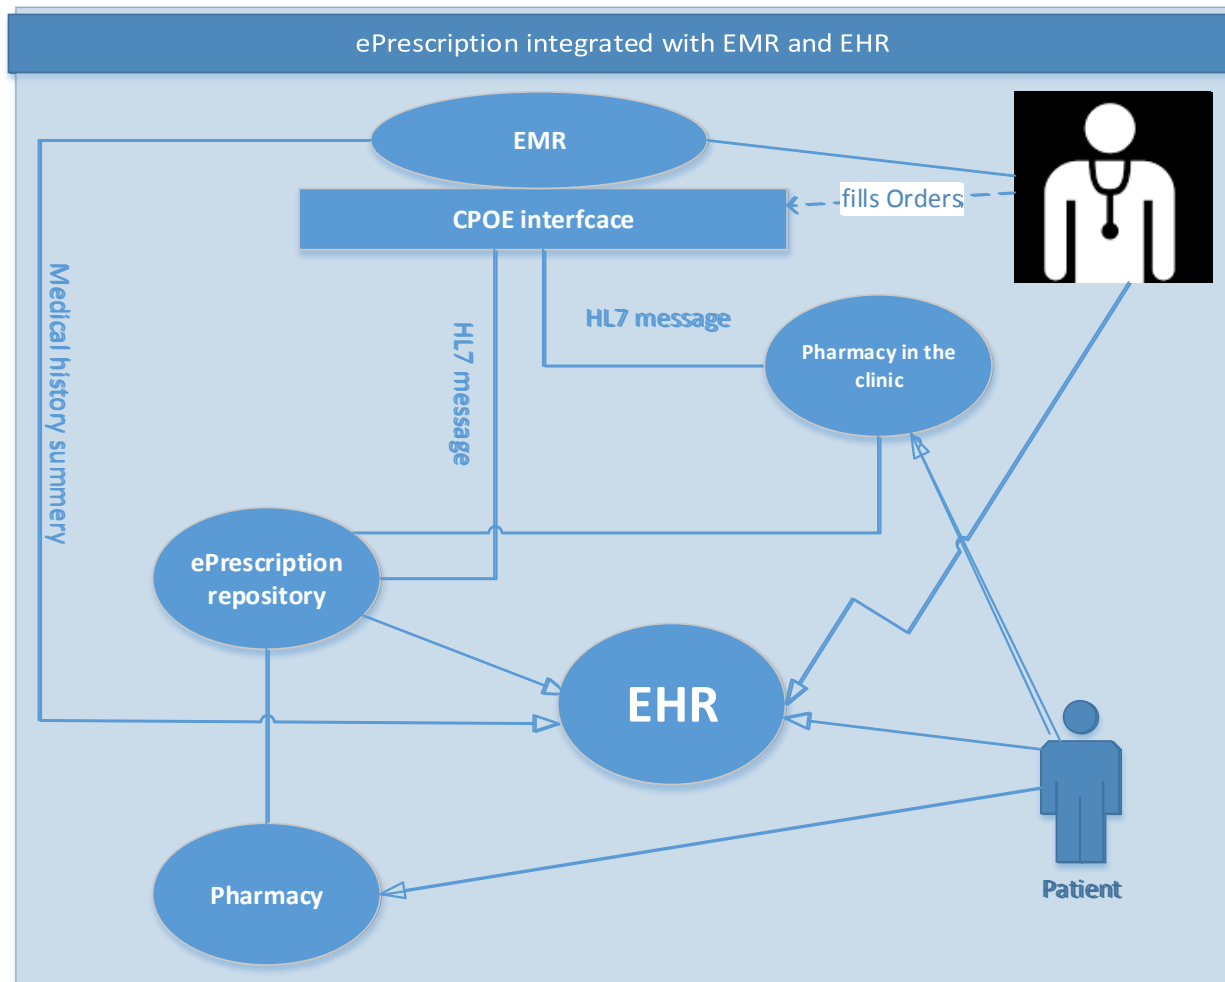 ePrescription integrated with EMR and EHR
EMR
fills Orders
CPOE interfcace
Medical history summery
HL7 message
HL7 message
Pharmacy in the
clinic
ePrescription
repository
EHR
Pharmacy
Patient